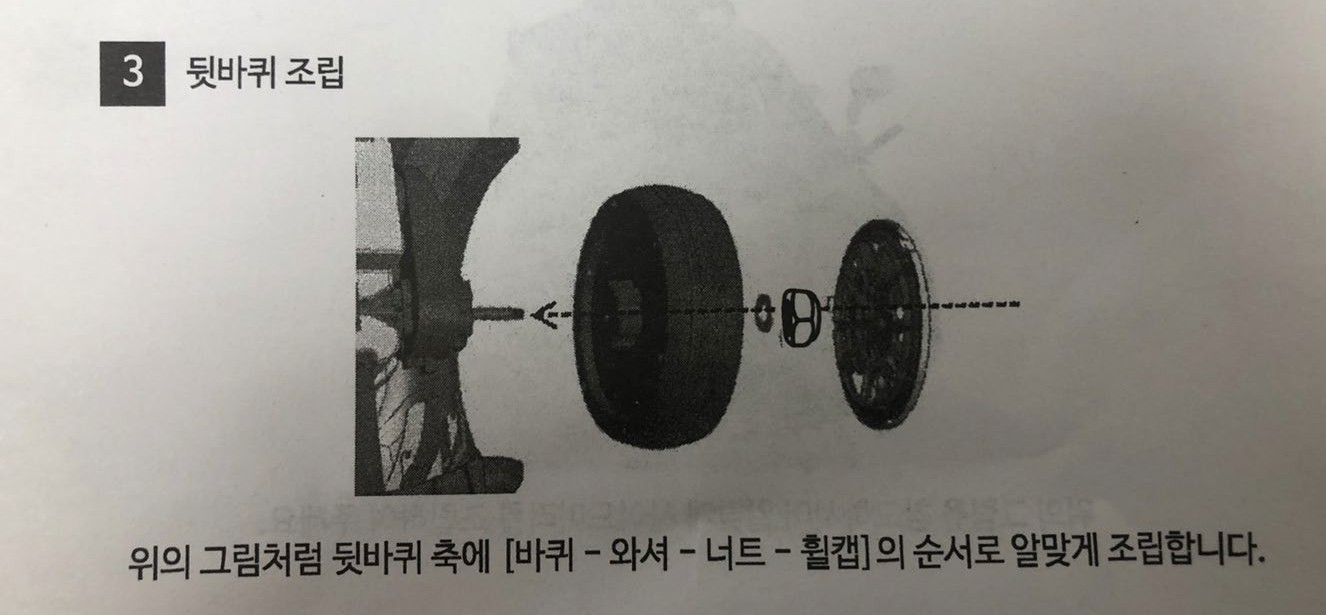 3 뒷바퀴 조립
위의 그림처럼 뒷바퀴 축에 [바퀴 - 와셔 - 너트 - 휠캡]의 순서로 알맞게 조립합니다.